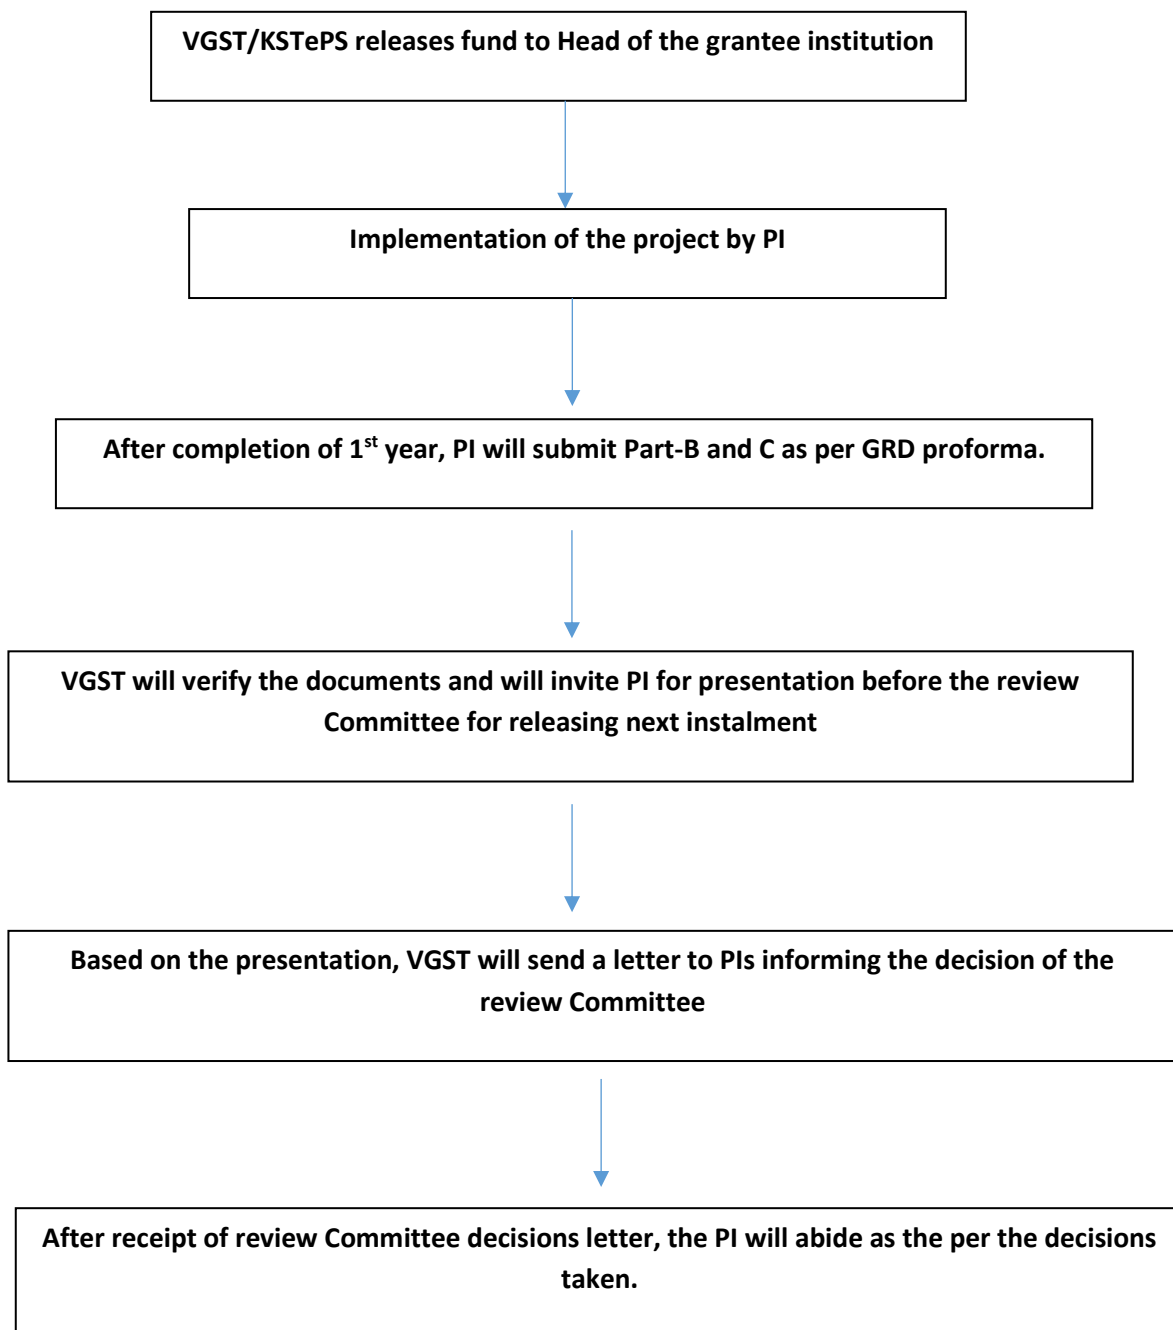 VGST/KSTePS releases fund to Head of the grantee institution
Implementation of the project by PI
After completion of 1st year, PI will submit Part-B and C as per GRD proforma.
VGST will verify the documents and will invite PI for presentation before the review
Committee for releasing next instalment
Based on the presentation, VGST will send a letter to PIs informing the decision of the
review Committee
After receipt of review Committee decisions letter, the PI will abide as the per the decisions
taken.